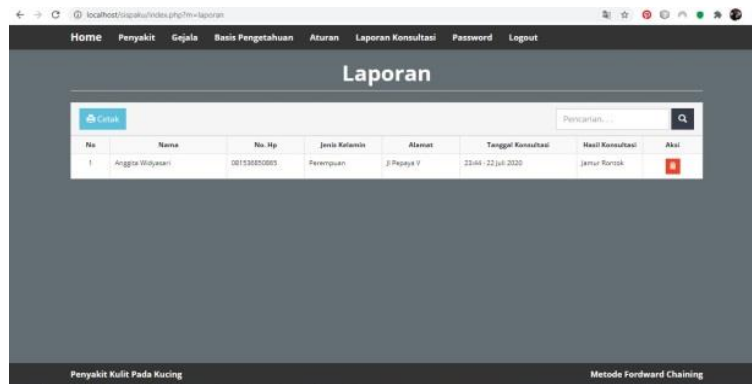 localhost/sispaku/index.php?m=laporan
Home Penyakit Gejala Basis Pengetahuan Aturan Laporan Konsultasi Password Logout
Laporan
Cetak Pencarian. . .
No Nama No. Hp Jenis Kelamin Alamat Tanggal Konsultasi Hasil Konsultasi Aksi
1 Anggita Widyasari Perempuan Jl Pepaya V 23:44 - 22 Juli 2020 Jamur Rontok
Penyakit Kulit Pada Kucing Metode Fordward Chaining